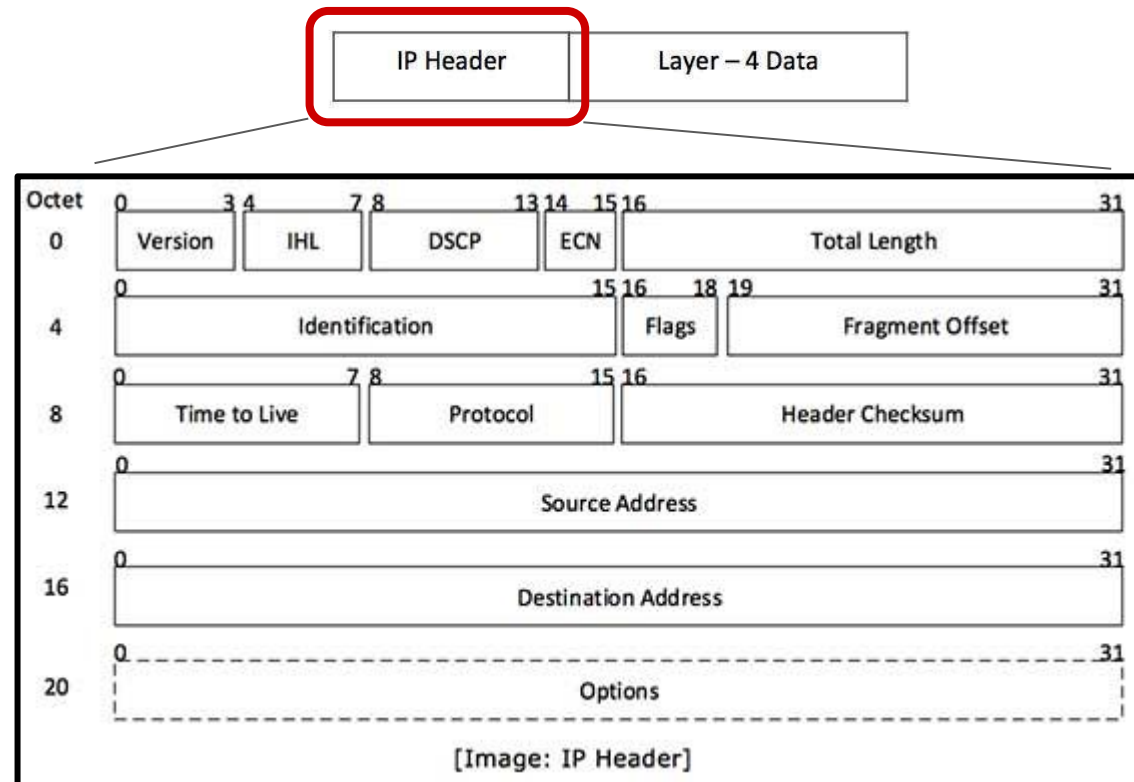 IP Header Layer – 4 Data
Octet 0 3 4 7 8 13 14 15 16 31
0 Version IHL DSCP ECN Total Length
0 15 16 18 19 31
4 Identification Flags Fragment Offset
0 7 8 15 16 31
8 Time to Live Protocol Header Checksum
0 31
12 Source Address
0 31
16 Destination Address
0 31
20 Options
[Image: IP Header]